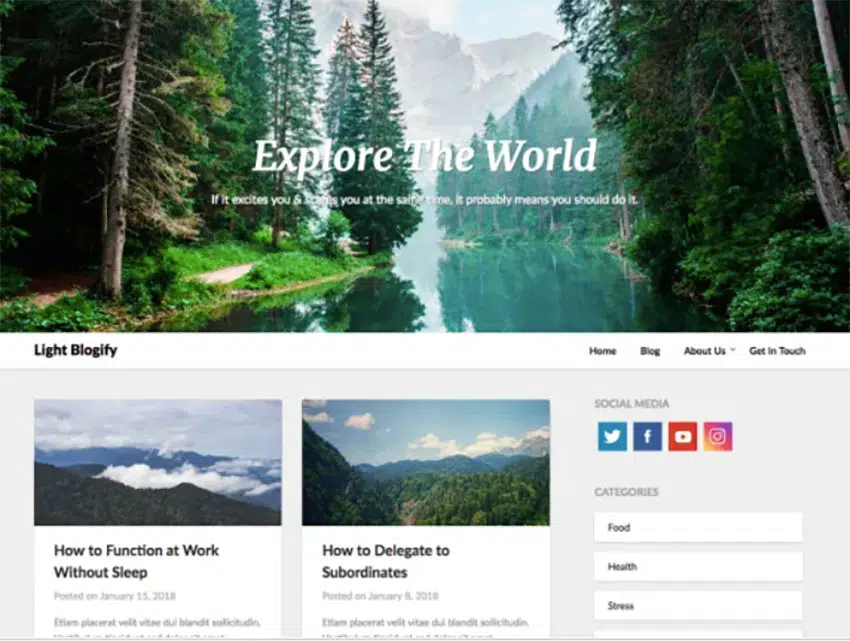 Explore The World
If it excites you & scares you at the same time, it probably means you should do it.
Light Blogify
Home Blog About Us Get In Touch
How to Function at Work
Without Sleep
Posted on January 15, 2018
Etiam placerat velit vitae dui blandit sollicitudin.
How to Delegate to
Subordinates
Posted on January 8, 2018
Etiam placerat velit vitae dui blandit sollicitudin.
SOCIAL MEDIA
CATEGORIES
Food
Health
Stress